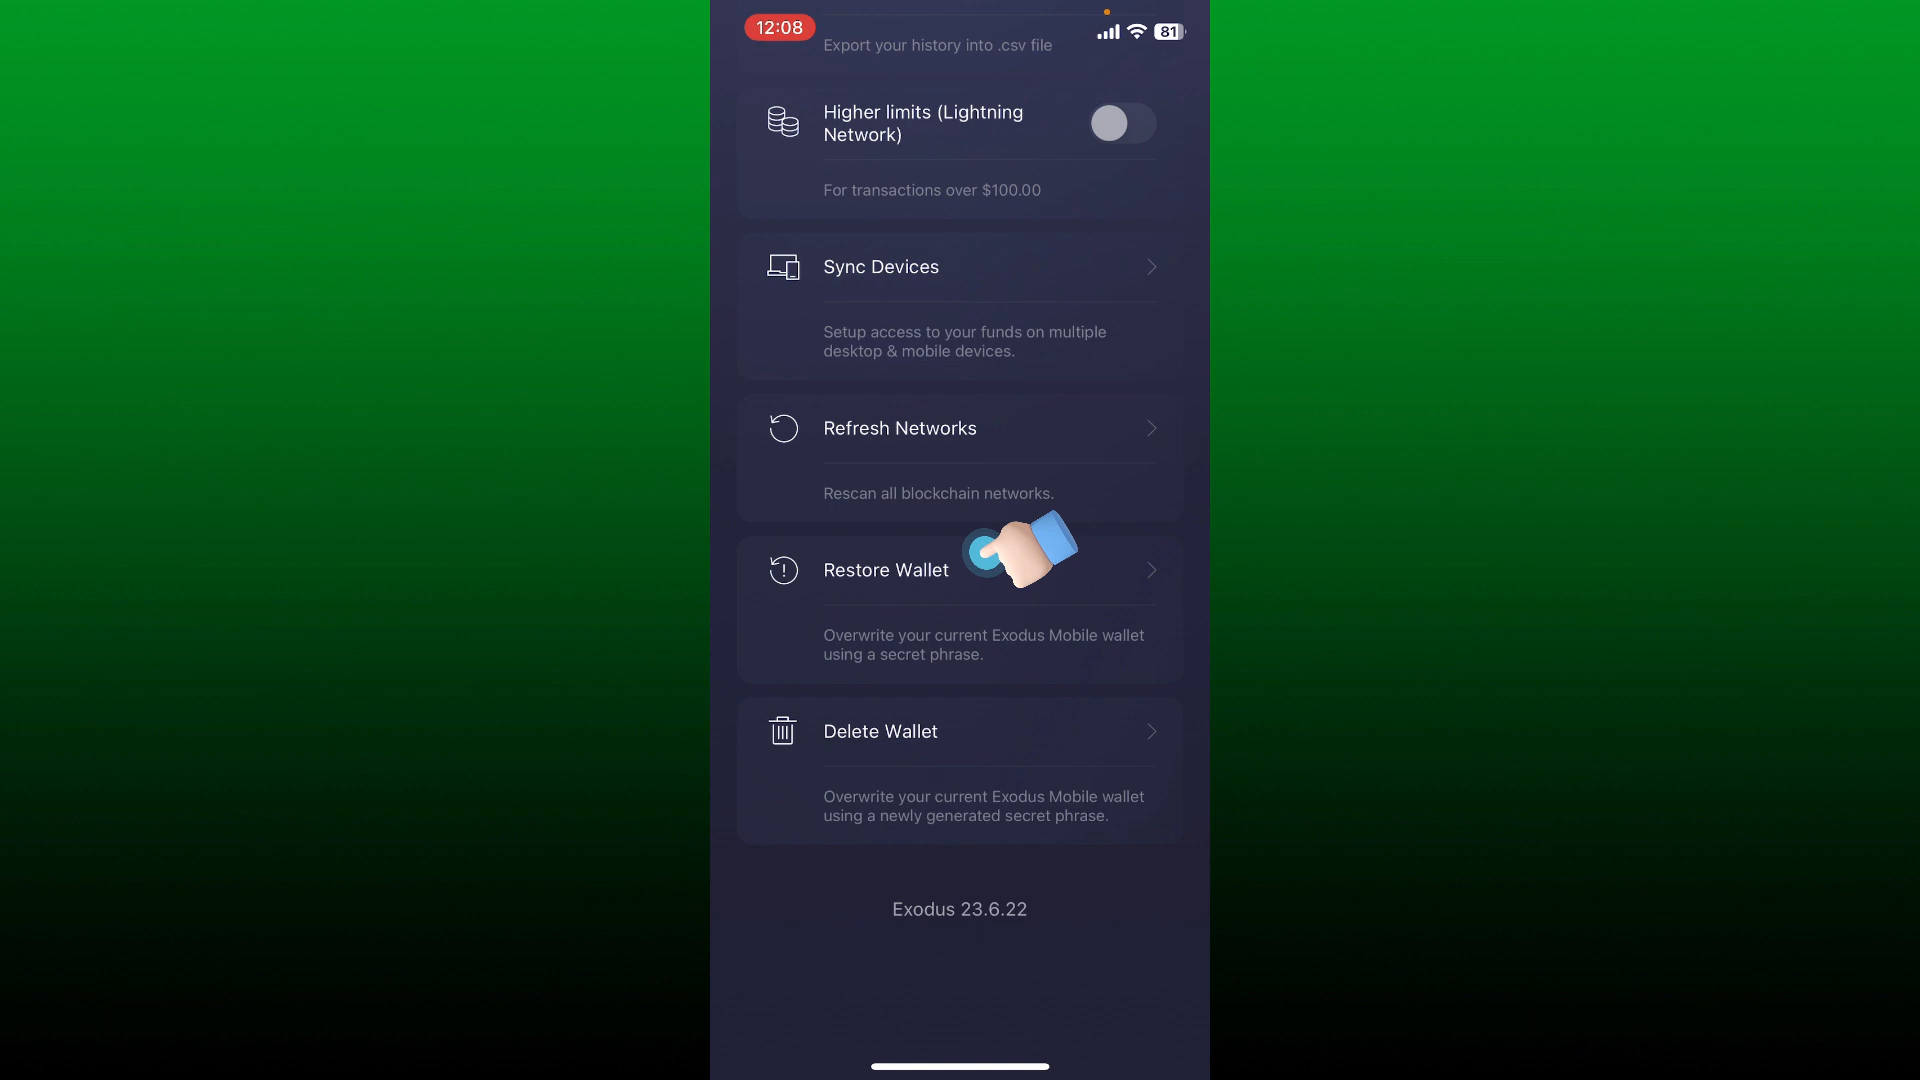 12:08
81
Export your history into .csv file
Higher limits (Lightning
Network)
For transactions over $100.00
Sync Devices
Setup access to your funds on multiple
desktop & mobile devices.
Refresh Networks
Rescan all blockchain networks.
Restore Wallet
Overwrite your current Exodus Mobile wallet
using a secret phrase.
Delete Wallet
Overwrite your current Exodus Mobile wallet
using a newly generated secret phrase.
Exodus 23.6.22